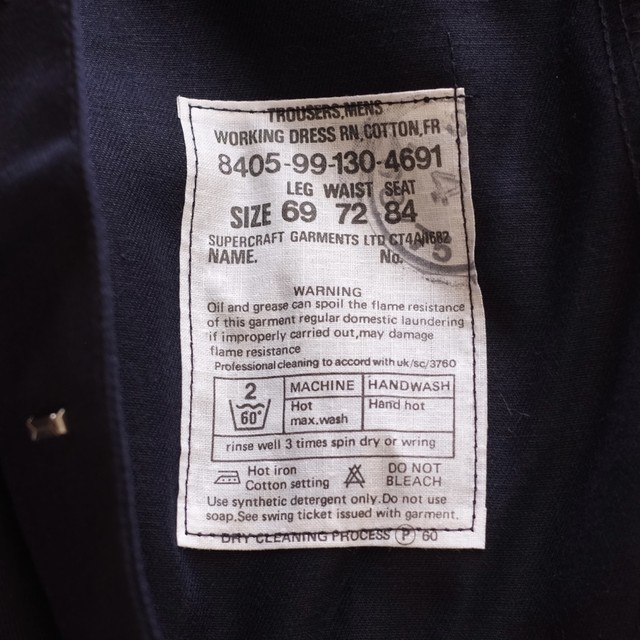 TROUSERS,MENS
WORKING DRESS RN,COTTON,FR
8405-99-130-4691
LEG WAIST SEAT
SIZE 69 72 84
SUPERCRAFT GARMENTS LTD CT4A/1682
NAME. No.
WARNING
Oil and grease can spoil the flame resistance
of this garment regular domestic laundering
if improperly carried out,may damage
flame resistance
Professional cleaning to accord with uk/sc/3760
2
60°
MACHINE HANDWASH
Hot Hand hot
max.wash
rinse well 3 times spin dry or wring
Hot iron DO NOT
Cotton setting BLEACH
Use synthetic detergent only. Do not use
soap.See swing ticket issued with garment.
DRY CLEANING PROCESS P 60